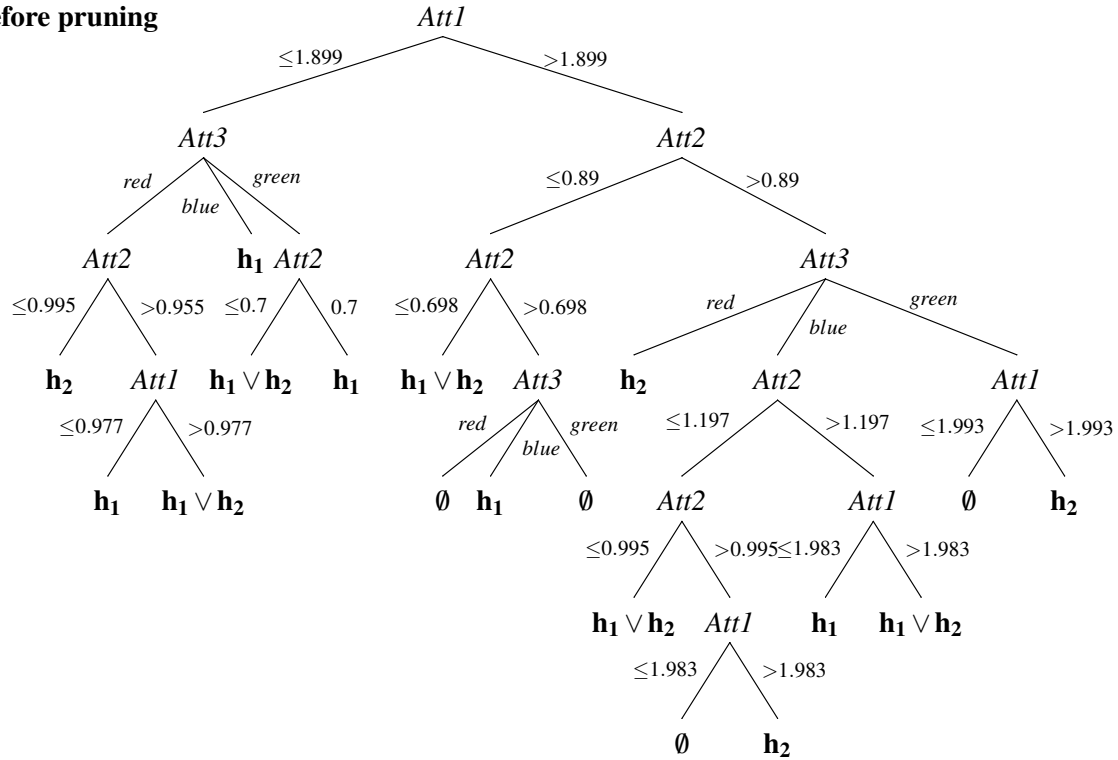 efore pruning
Att1
≤1.899 >1.899
Att3 Att2
red blue green ≤0.89 >0.89
Att2 h1 Att2 Att2 Att3
≤0.995 >0.955 ≤0.7 0.7 ≤0.698 >0.698 red blue green
h2 Att1 h1 ∨ h2 h1 h1 ∨ h2 Att3 h2 Att2 Att1
≤0.977 >0.977 red blue green ≤1.197 >1.197 ≤1.993 >1.993
h1 h1 ∨ h2 ∅ h1 ∅ Att2 Att1 ∅ h2
≤0.995 >0.995 ≤1.983 >1.983
h1 ∨ h2 Att1 h1 h1 ∨ h2
≤1.983 >1.983
∅ h2